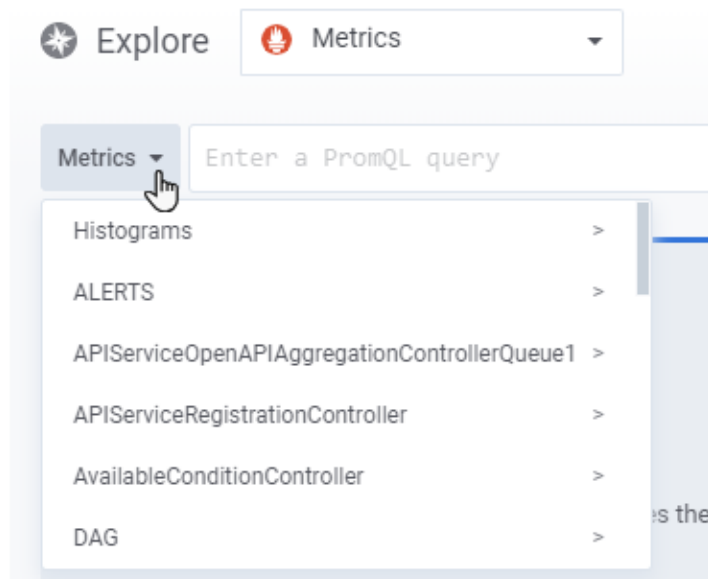 Explore Metrics
Metrics Enter a PromQL query
Histograms >
ALERTS >
APIServiceOpenAPIAggregationControllerQueue1 >
APIServiceRegistrationController >
AvailableConditionController >
DAG >
es the